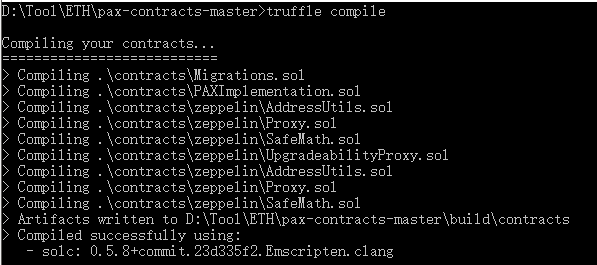 D:\Tool\ETH\pax-contracts-master>truffle compile
Compiling your contracts...
===========================
> Compiling .\contracts\Migrations.sol
> Compiling .\contracts\PAXImplementation.sol
> Compiling .\contracts\zeppelin\AddressUtils.sol
> Compiling .\contracts\zeppelin\Proxy.sol
> Compiling .\contracts\zeppelin\SafeMath.sol
> Compiling .\contracts\zeppelin\UpgradeabilityProxy.sol
> Compiling .\contracts\zeppelin\AddressUtils.sol
> Compiling .\contracts\zeppelin\Proxy.sol
> Compiling .\contracts\zeppelin\SafeMath.sol
> Artifacts written to D:\Tool\ETH\pax-contracts-master\build\contracts
> Compiled successfully using:
   - solc: 0.5.8+commit.23d335f2.Emscripten.clang